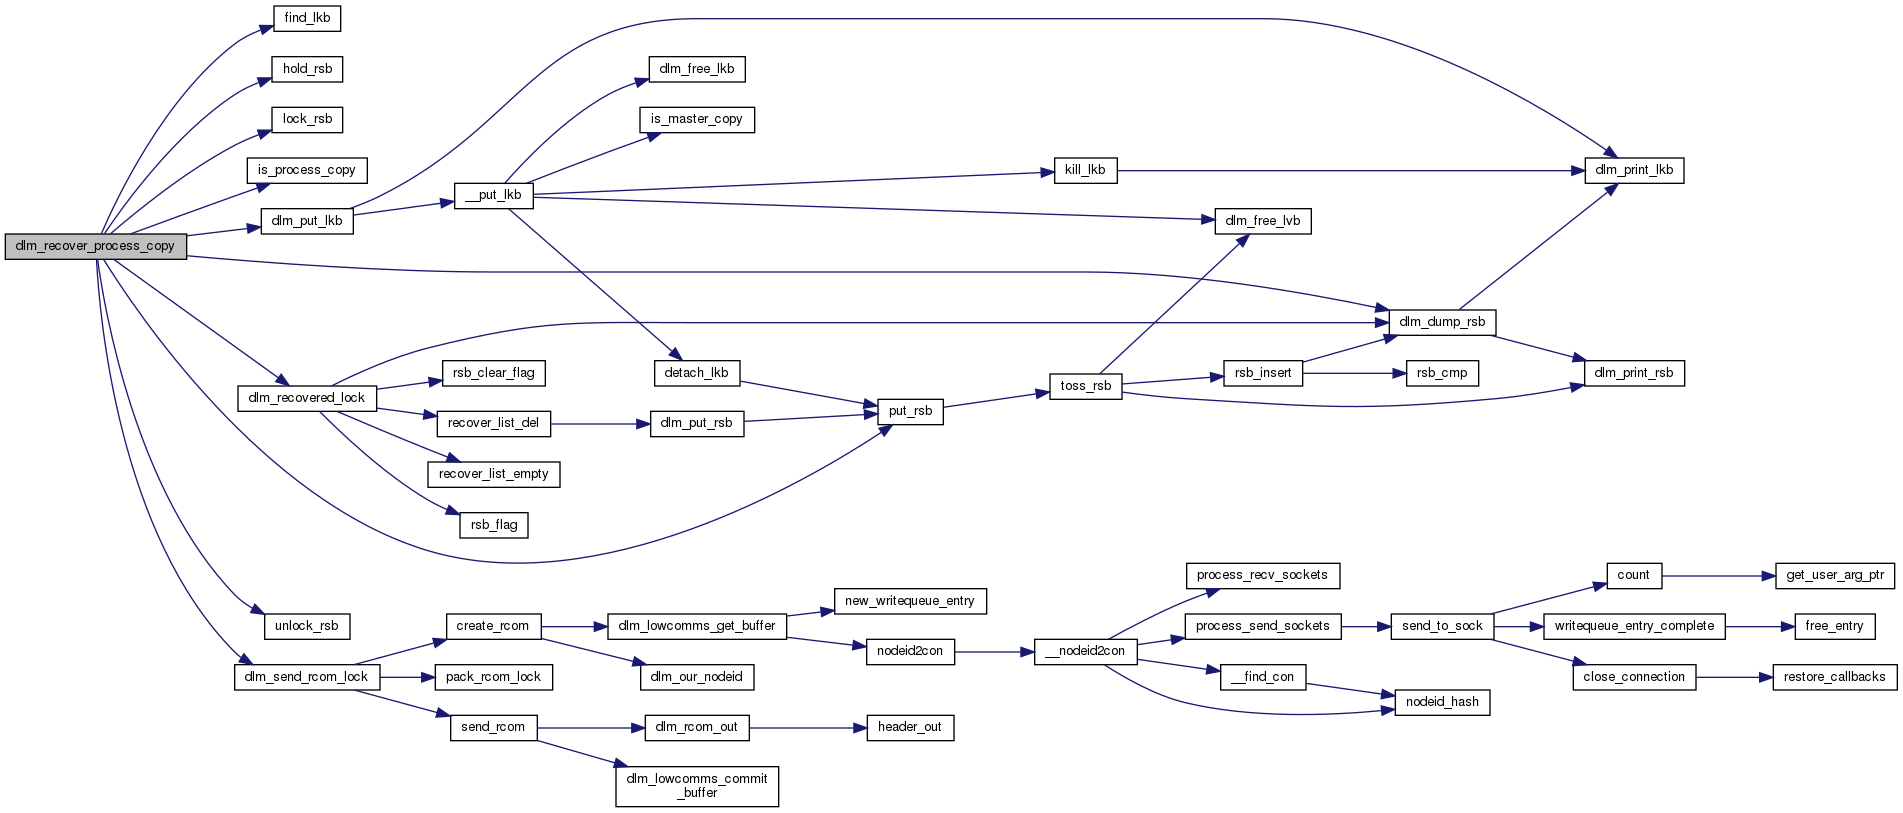 find_lkb
hold_rsb
lock_rsb
is_process_copy
dlm_put_lkb
dlm_recover_process_copy
dlm_recovered_lock
unlock_rsb
dlm_send_rcom_lock
__put_lkb
rsb_clear_flag
recover_list_del
recover_list_empty
rsb_flag
create_rcom
pack_rcom_lock
send_rcom
dlm_free_lkb
is_master_copy
detach_lkb
dlm_put_rsb
dlm_lowcomms_get_buffer
dlm_our_nodeid
dlm_rcom_out
dlm_lowcomms_commit
_buffer
put_rsb
new_writequeue_entry
nodeid2con
header_out
kill_lkb
toss_rsb
__nodeid2con
dlm_free_lvb
rsb_insert
process_recv_sockets
process_send_sockets
__find_con
dlm_dump_rsb
rsb_cmp
send_to_sock
nodeid_hash
dlm_print_lkb
dlm_print_rsb
count
writequeue_entry_complete
close_connection
get_user_arg_ptr
free_entry
restore_callbacks